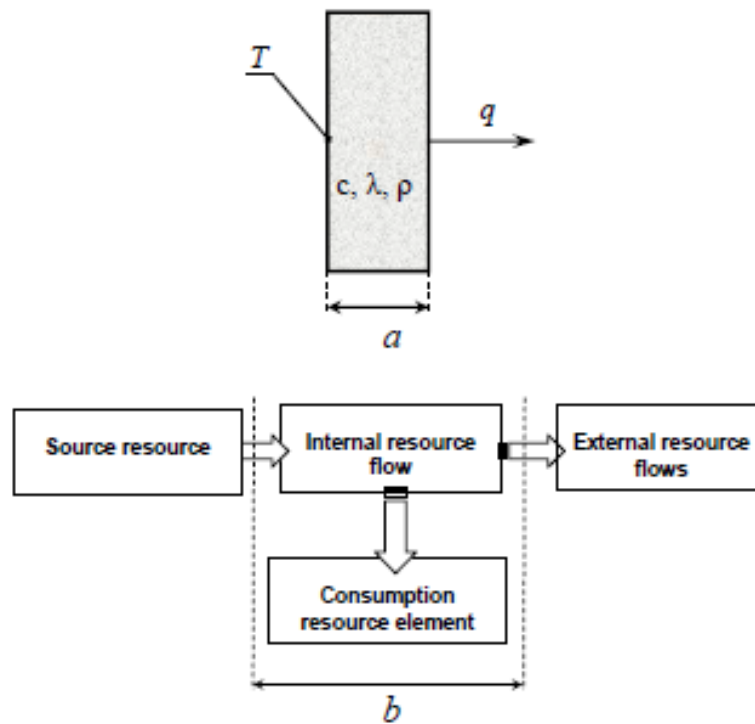 T
q
c, λ, ρ
a
Source resource
Internal resource
flow
External resource
flows
Consumption
resource element
b